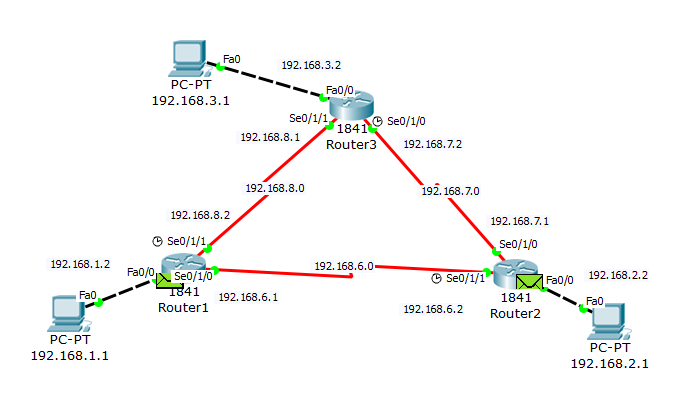 Fa0
192.168.3.2
PC-PT
192.168.3.1
Fa0/0
Se0/1/1
Se0/1/0
1841
Router3
192.168.8.1
192.168.7.2
192.168.8.0
192.168.7.0
192.168.8.2
192.168.7.1
Se0/1/1
Se0/1/0
192.168.1.2
Fa0/0
Se0/1/0
192.168.6.0
Se0/1/1
Fa0/0
192.168.2.2
1841
Router1
192.168.6.1
192.168.6.2
1841
Router2
Fa0
Fa0
PC-PT
192.168.1.1
PC-PT
192.168.2.1